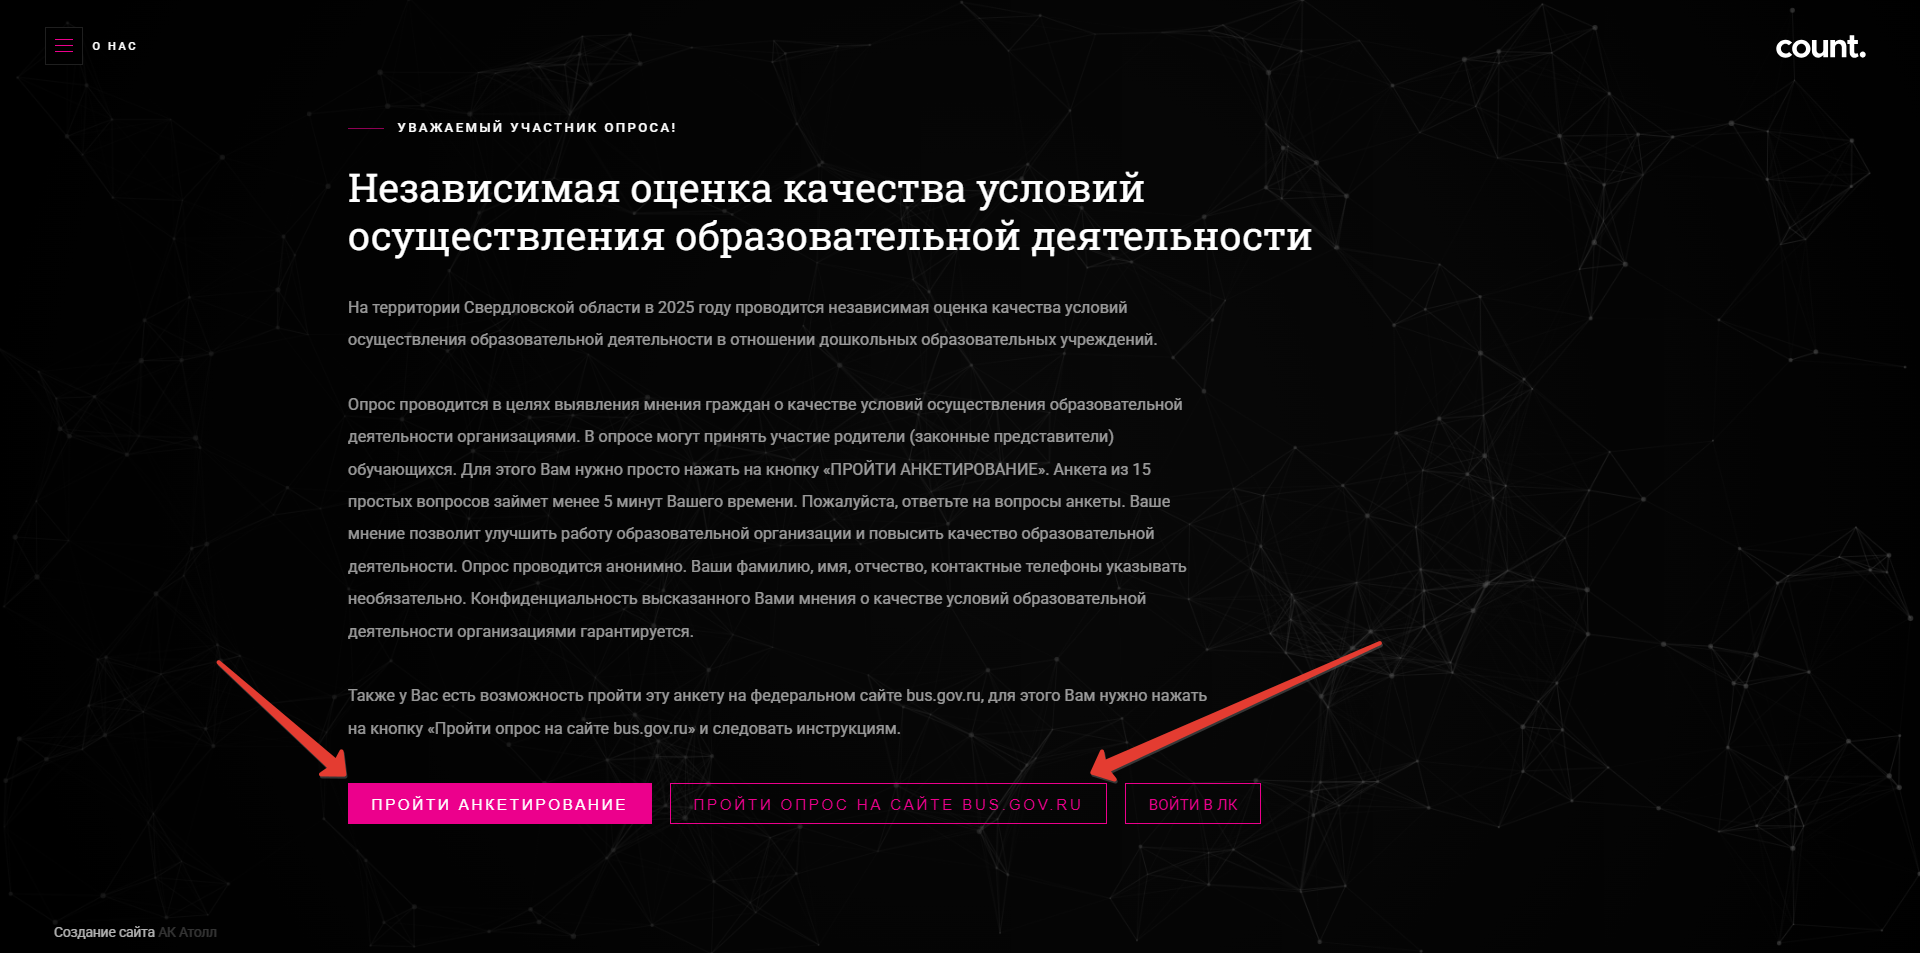 О НАС
count.
УВАЖАЕМЫЙ УЧАСТНИК ОПРОСА!
Независимая оценка качества условий
осуществления образовательной деятельности
На территории Свердловской области в 2025 году проводится независимая оценка качества условий
осуществления образовательной деятельности в отношении дошкольных образовательных учреждений.
Опрос проводится в целях выявления мнения граждан о качестве условий осуществления образовательной
деятельности организациями. В опросе могут принять участие родители (законные представители)
обучающихся. Для этого Вам нужно просто нажать на кнопку «ПРОЙТИ АНКЕТИРОВАНИЕ». Анкета из 15
простых вопросов займет менее 5 минут Вашего времени. Пожалуйста, ответьте на вопросы анкеты. Ваше
мнение позволит улучшить работу образовательной организации и повысить качество образовательной
деятельности. Опрос проводится анонимно. Ваши фамилию, имя, отчество, контактные телефоны указывать
необязательно. Конфиденциальность высказанного Вами мнения о качестве условий образовательной
деятельности организациями гарантируется.
Также у Вас есть возможность пройти эту анкету на федеральном сайте bus.gov.ru, для этого Вам нужно нажать
на кнопку «Пройти опрос на сайте bus.gov.ru» и следовать инструкциям.
ПРОЙТИ АНКЕТИРОВАНИЕ
ПРОЙТИ ОПРОС НА САЙТЕ BUS.GOV.RU
ВОЙТИ В ЛК
Создание сайта АК Атолл